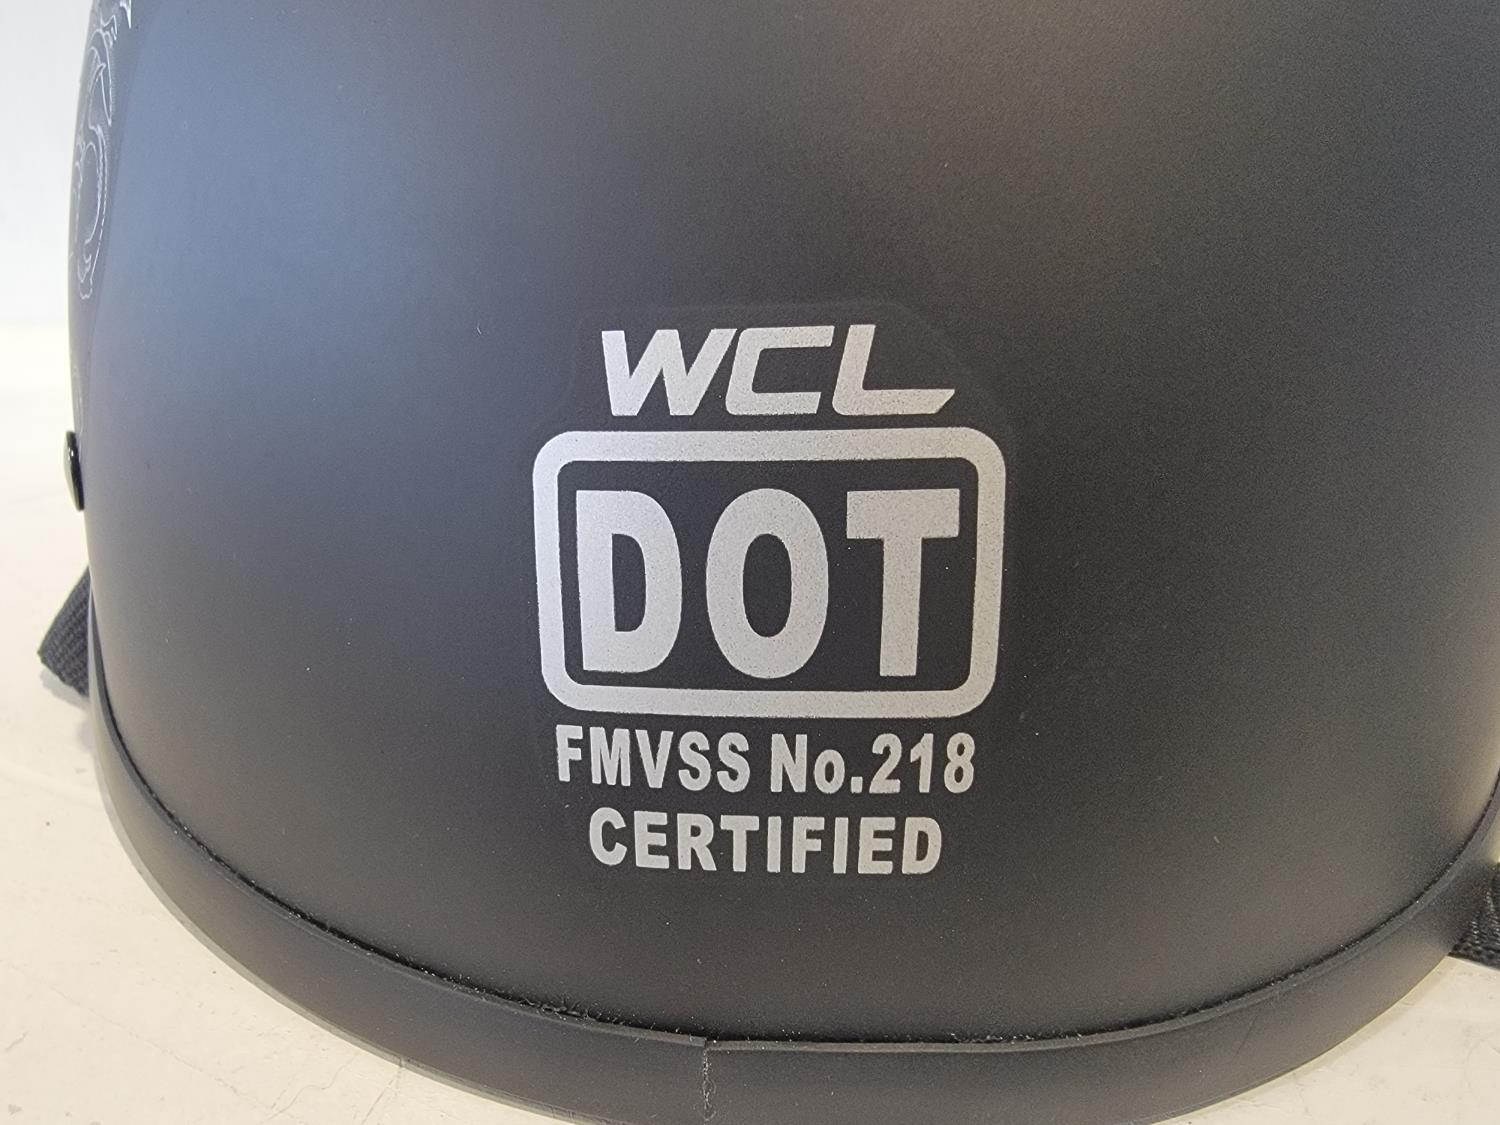 WCL
DOT
FMVSS No.218
CERTIFIED